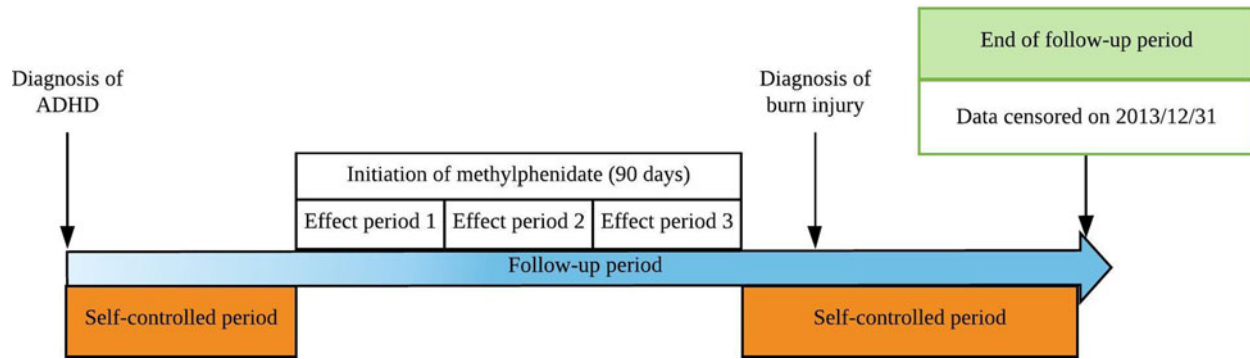 End of follow-up period
Diagnosis of
ADHD
Diagnosis of
burn injury
Data censored on 2013/12/31
Initiation of methylphenidate (90 days)
Effect period 1
Effect period 2
Effect period 3
Follow-up period
Self-controlled period
Self-controlled period